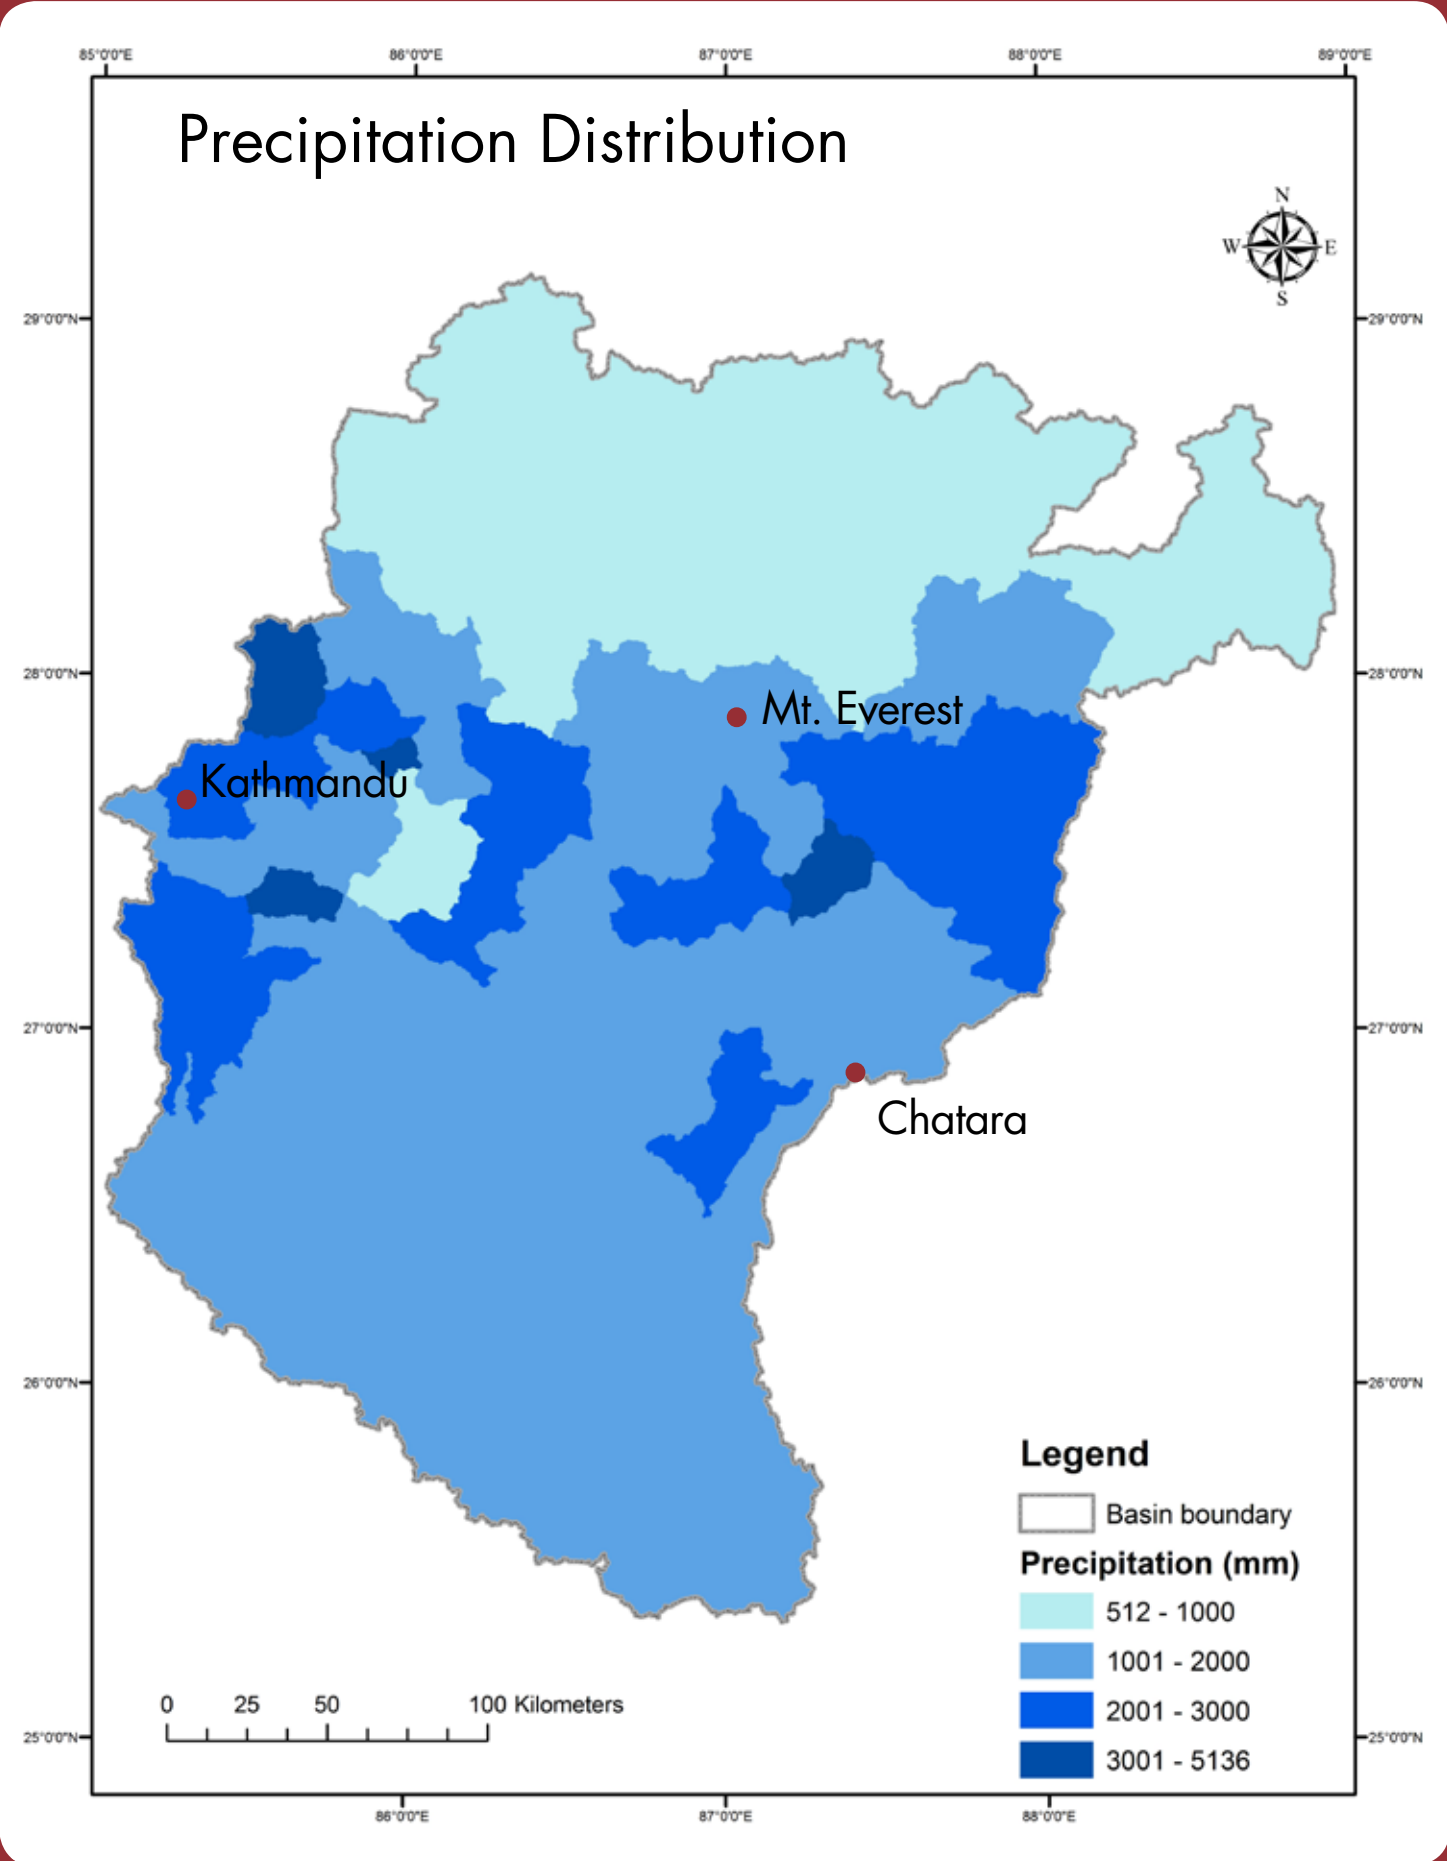 85°0'0"E 86°0'0"E 87°0'0"E 88°0'0"E 89°0'0"E
Precipitation Distribution
N
W E
S
29°0'0"N 29°0'0"N
28°0'0"N 28°0'0"N
Mt. Everest
Kathmandu
27°0'0"N 27°0'0"N
Chatara
26°0'0"N 26°0'0"N
Legend
Basin boundary
Precipitation (mm)
512 - 1000
1001 - 2000
2001 - 3000
3001 - 5136
0 25 50 100 Kilometers
25°0'0"N 25°0'0"N
86°0'0"E 87°0'0"E 88°0'0"E